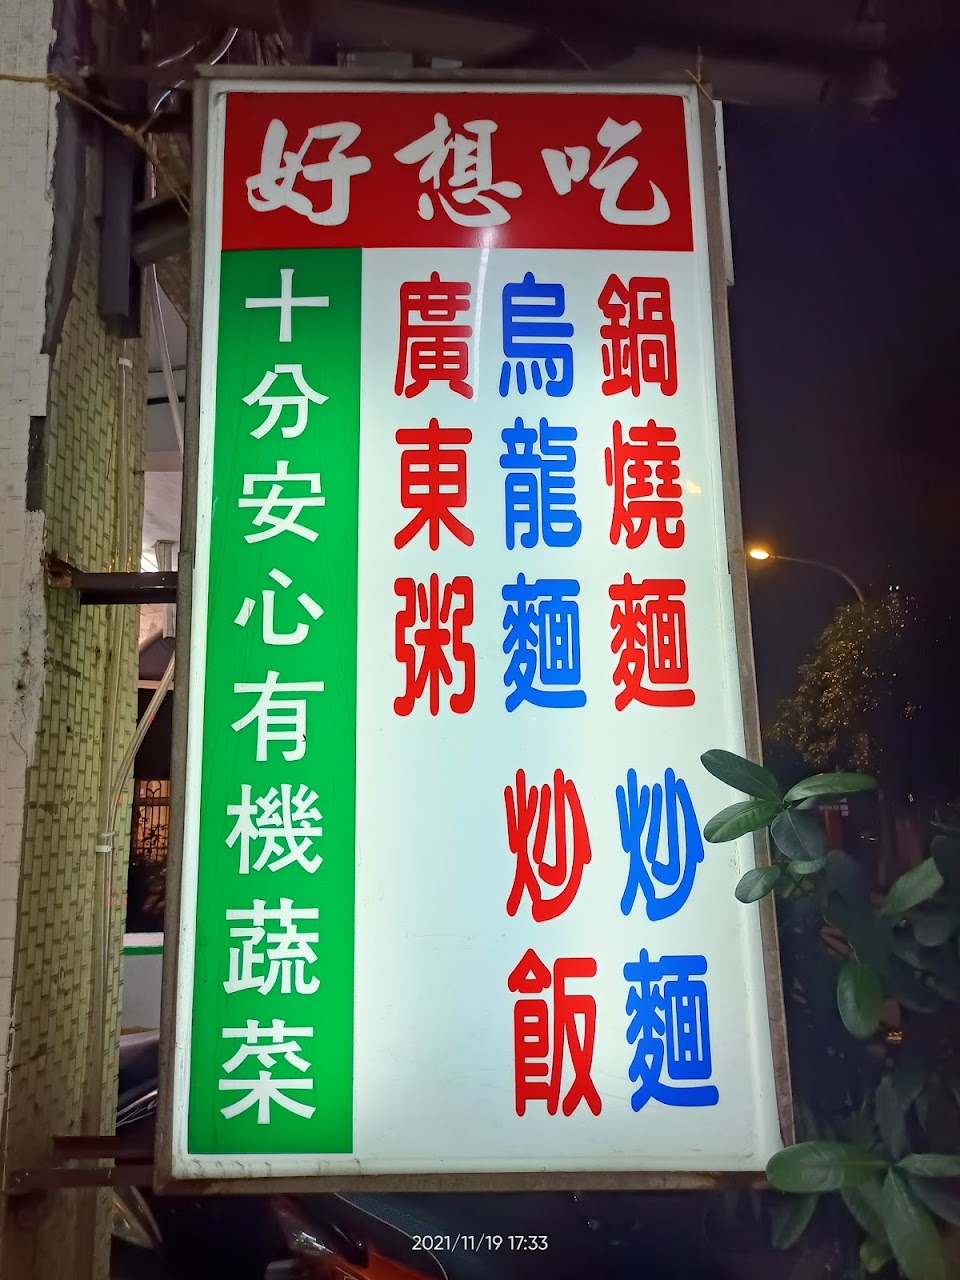 好想吃
鍋燒麵
炒麵
烏龍麵
炒飯
廣東粥
十分安心有機蔬菜
2021/11/19 17:33